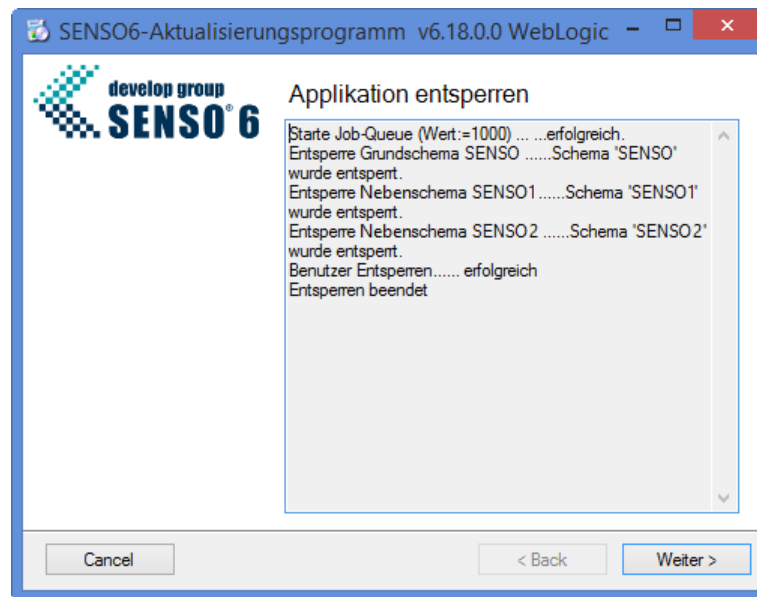 SENSO6-Aktualisierungsprogramm v6.18.0.0 WebLogic
develop group
SENSO® 6
Applikation entsperren
Starte Job-Queue (Wert:=1000) ... ...erfolgreich.
Entsperre Grundschema SENSO ......Schema 'SENSO'
wurde entsperrt.
Entsperre Nebenschema SENSO1......Schema 'SENSO1'
wurde entsperrt.
Entsperre Nebenschema SENSO2 ......Schema 'SENSO2'
wurde entsperrt.
Benutzer Entsperren...... erfolgreich
Entsperren beendet
Cancel
< Back
Weiter >